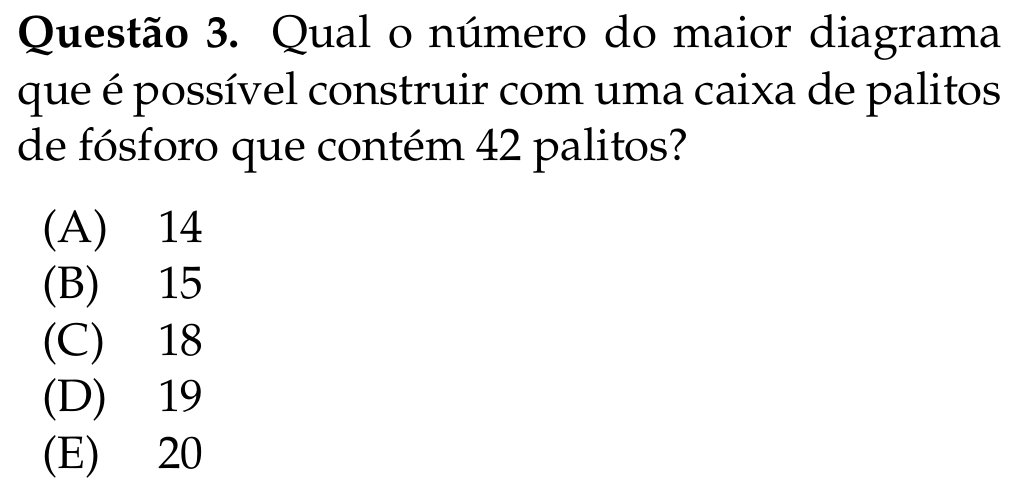 Questão 3. Qual o número do maior diagrama
que é possível construir com uma caixa de palitos
de fósforo que contém 42 palitos?
(A) 14
(B) 15
(C) 18
(D) 19
(E) 20